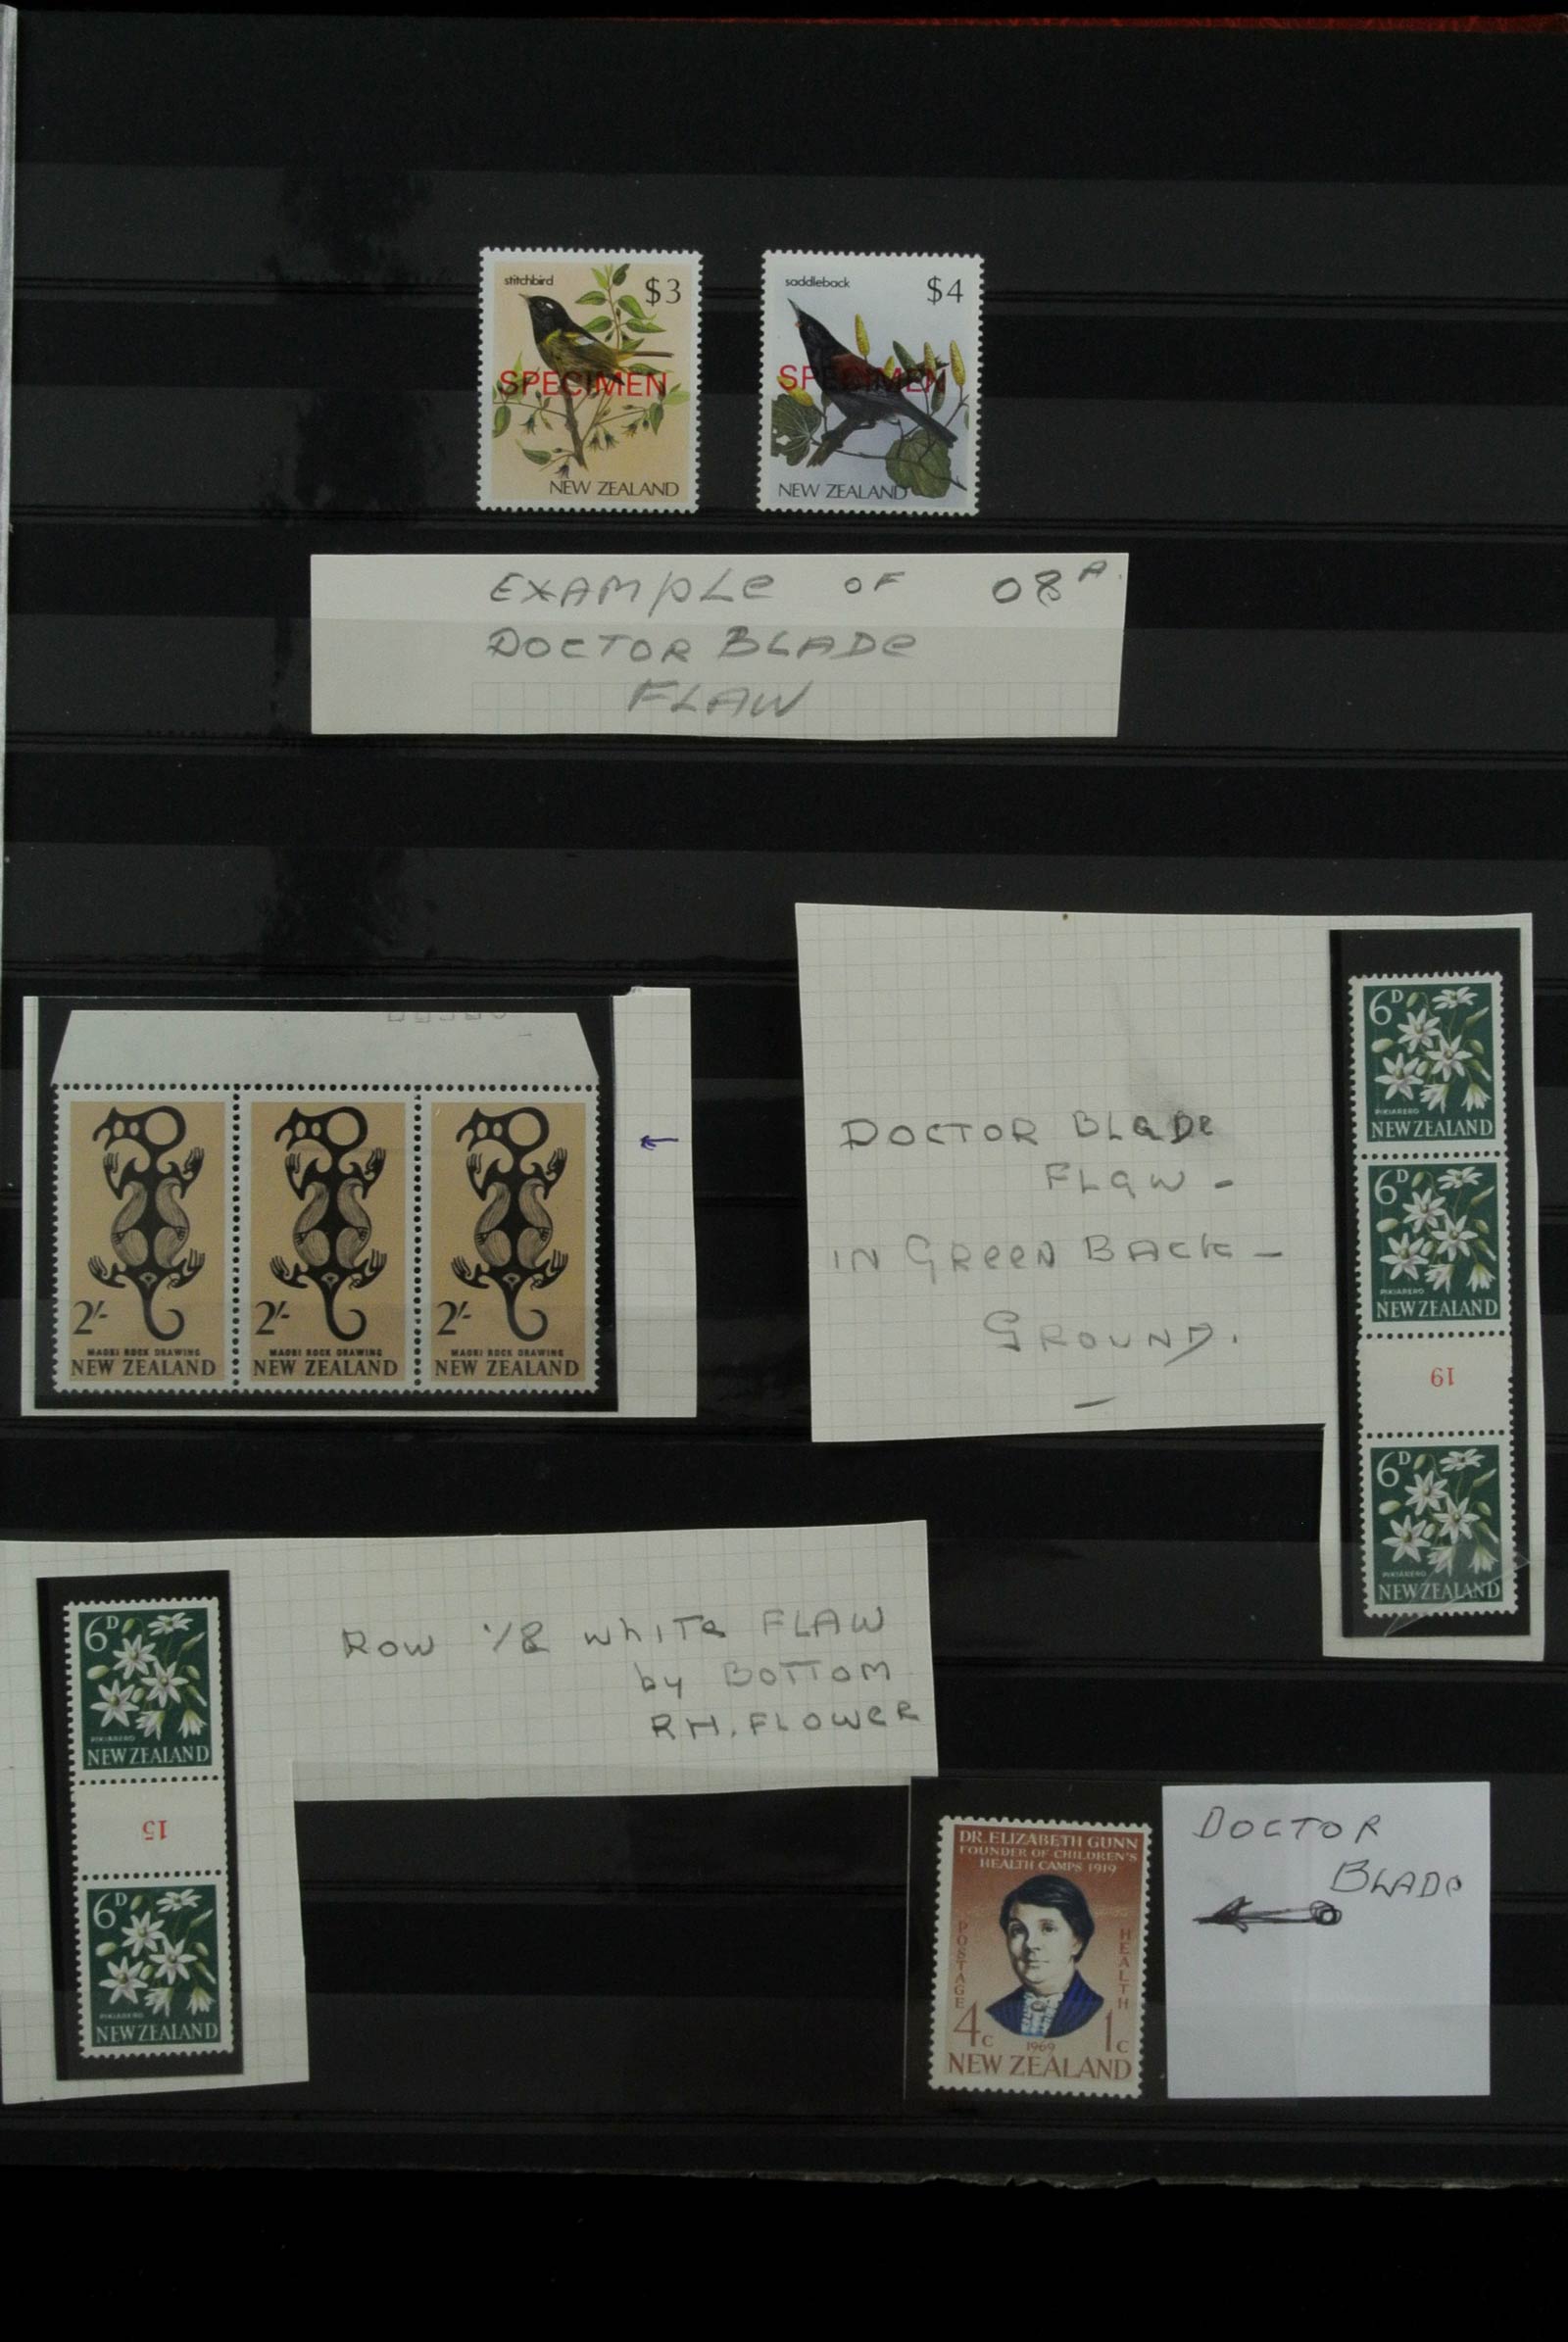 stitchbird
$3
SPECIMEN
NEW ZEALAND
saddleback
$4
SPECIMEN
NEW ZEALAND
EXAMPLE OF 08A.
DOCTOR BLADE
FLAW
2/-
MAORI ROCK DRAWING
NEW ZEALAND
2/-
MAORI ROCK DRAWING
NEW ZEALAND
2/-
MAORI ROCK DRAWING
NEW ZEALAND
DOCTOR BLADE
FLAW -
IN GREEN BACK -
GROUND.
6D
PIKIARERO
NEW ZEALAND
6D
PIKIARERO
NEW ZEALAND
19
6D
PIKIARERO
NEW ZEALAND
6D
PIKIARERO
NEW ZEALAND
15
6D
PIKIARERO
NEW ZEALAND
ROW 1/8 WHITE FLAW
by BOTTOM
RH. FLOWER
DR. ELIZABETH GUNN
FOUNDER OF CHILDREN'S
HEALTH CAMPS 1919
POSTAGE
HEALTH
4c
1969
1c
NEW ZEALAND
DOCTOR
BLADE